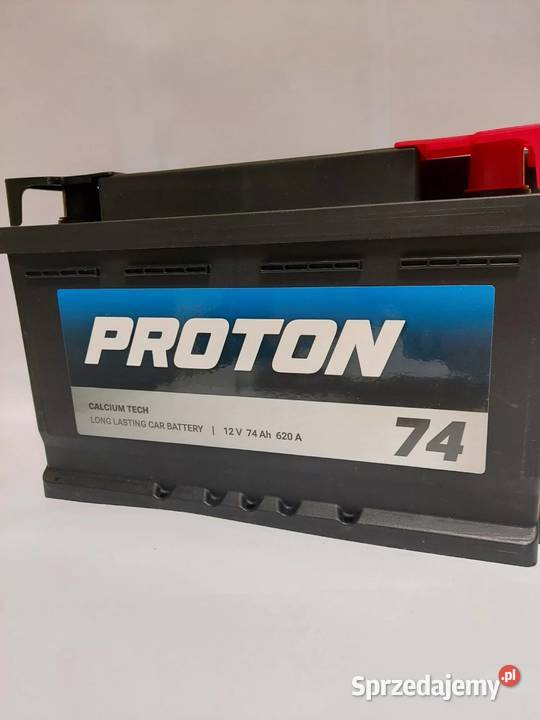 PROTON
CALCIUM TECH
LONG LASTING CAR BATTERY | 12 V 74 Ah 620 A
74
Sprzedajemy.pl